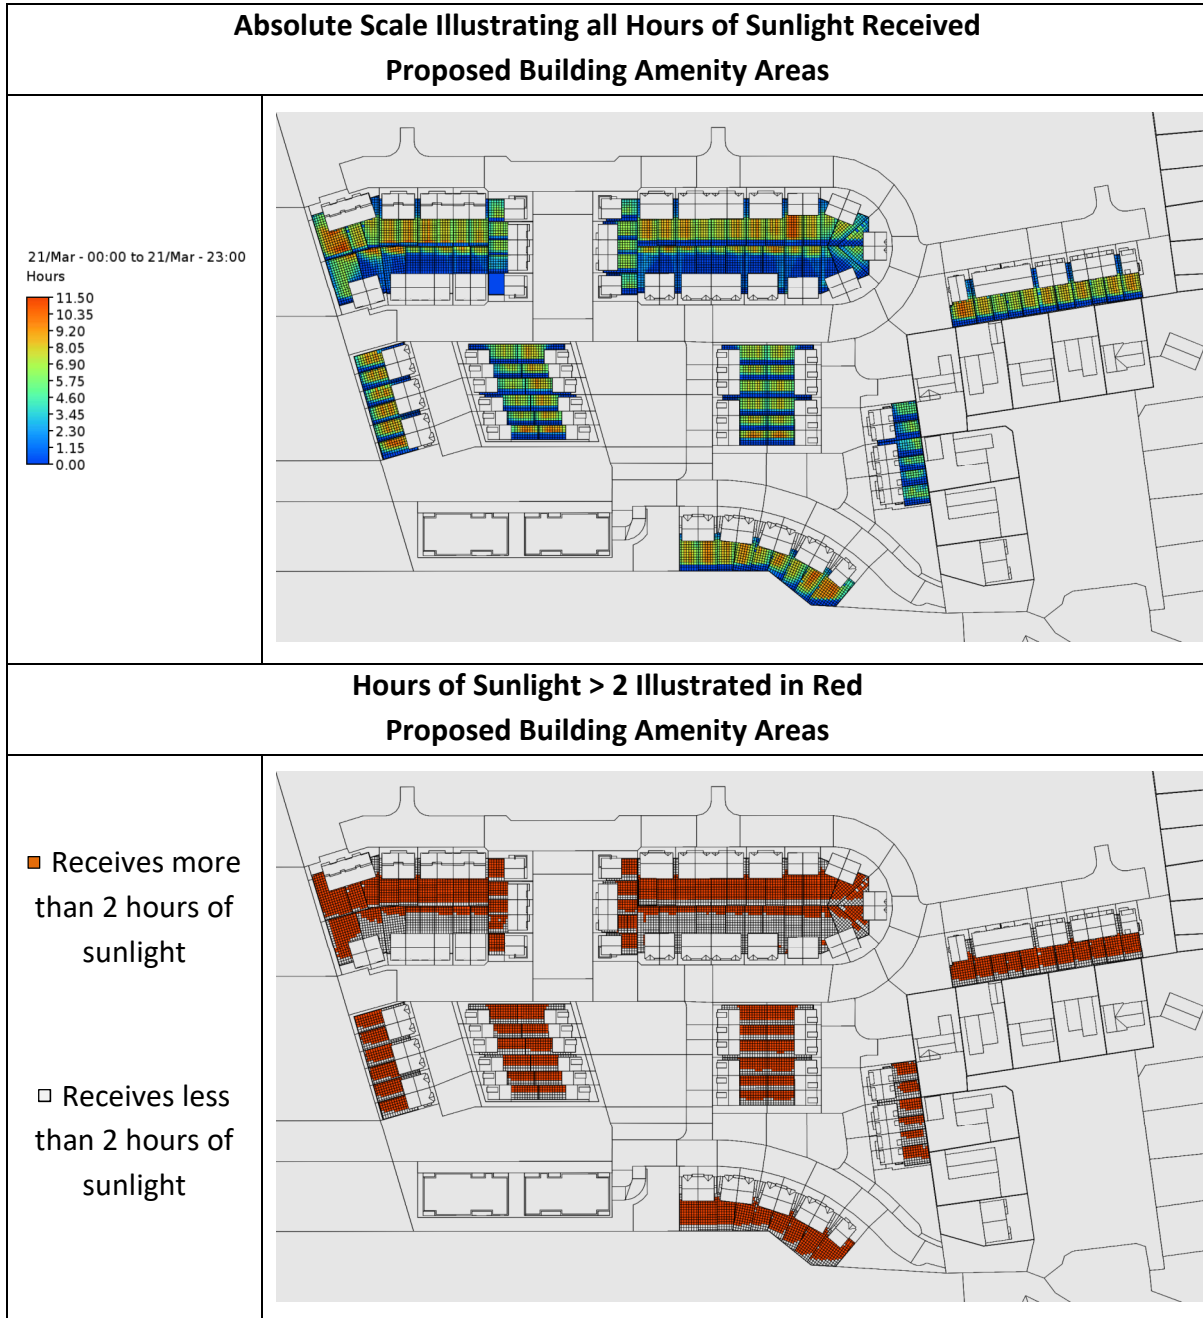 Absolute Scale Illustrating all Hours of Sunlight Received
Proposed Building Amenity Areas
21/Mar - 00:00 to 21/Mar - 23:00
Hours
11.50
10.35
9.20
8.05
6.90
5.75
4.60
3.45
2.30
1.15
0.00
Hours of Sunlight > 2 Illustrated in Red
Proposed Building Amenity Areas
Receives more
than 2 hours of
sunlight
Receives less
than 2 hours of
sunlight